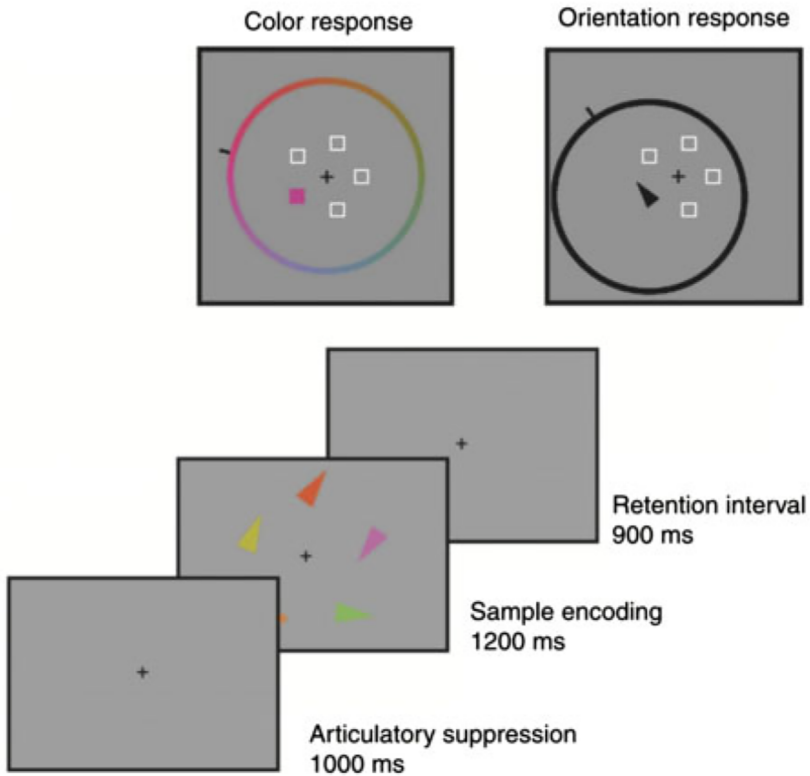 Color response
Orientation response
Retention interval
900 ms
Sample encoding
1200 ms
Articulatory suppression
1000 ms